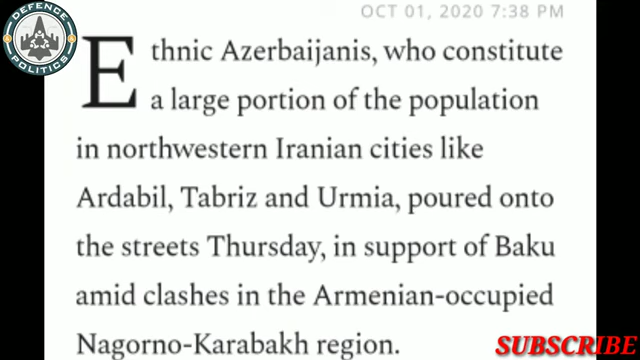 DEFENCE
POLITICS
OCT 01, 2020 7:38 PM
Ethnic Azerbaijanis, who constitute
a large portion of the population
in northwestern Iranian cities like
Ardabil, Tabriz and Urmia, poured onto
the streets Thursday, in support of Baku
amid clashes in the Armenian-occupied
Nagorno-Karabakh region.
SUBSCRIBE